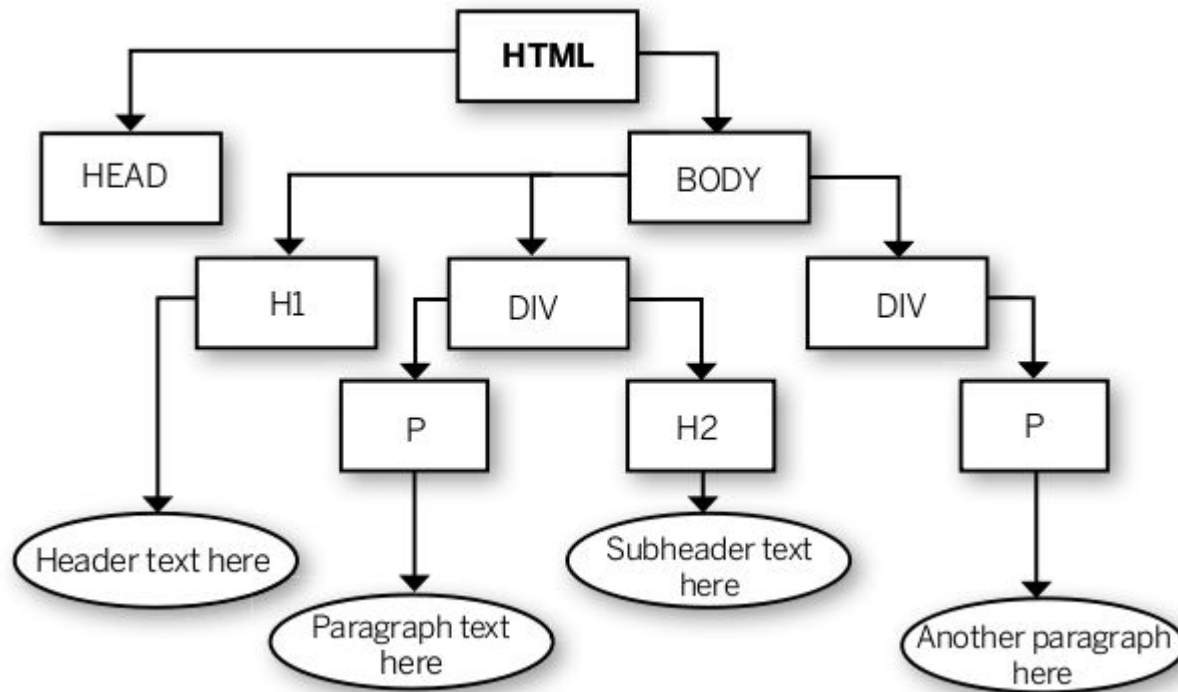 HTML
HEAD
BODY
H1
DIV
DIV
P
H2
P
Header text here
Subheader text
here
Paragraph text
here
Another paragraph
here